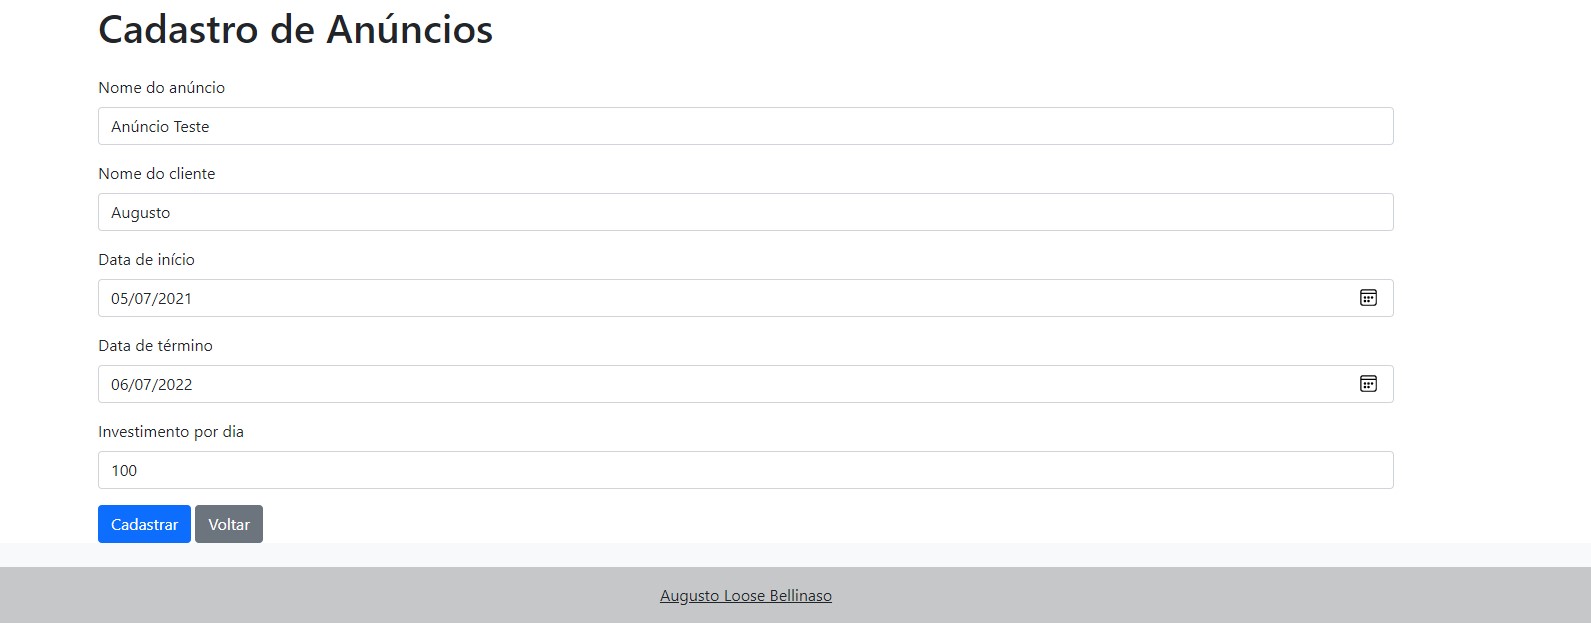 Cadastro de Anúncios
Nome do anúncio
Anúncio Teste
Nome do cliente
Augusto
Data de início
05/07/2021
Data de término
06/07/2022
Investimento por dia
100
Cadastrar Voltar
Augusto Loose Bellinaso